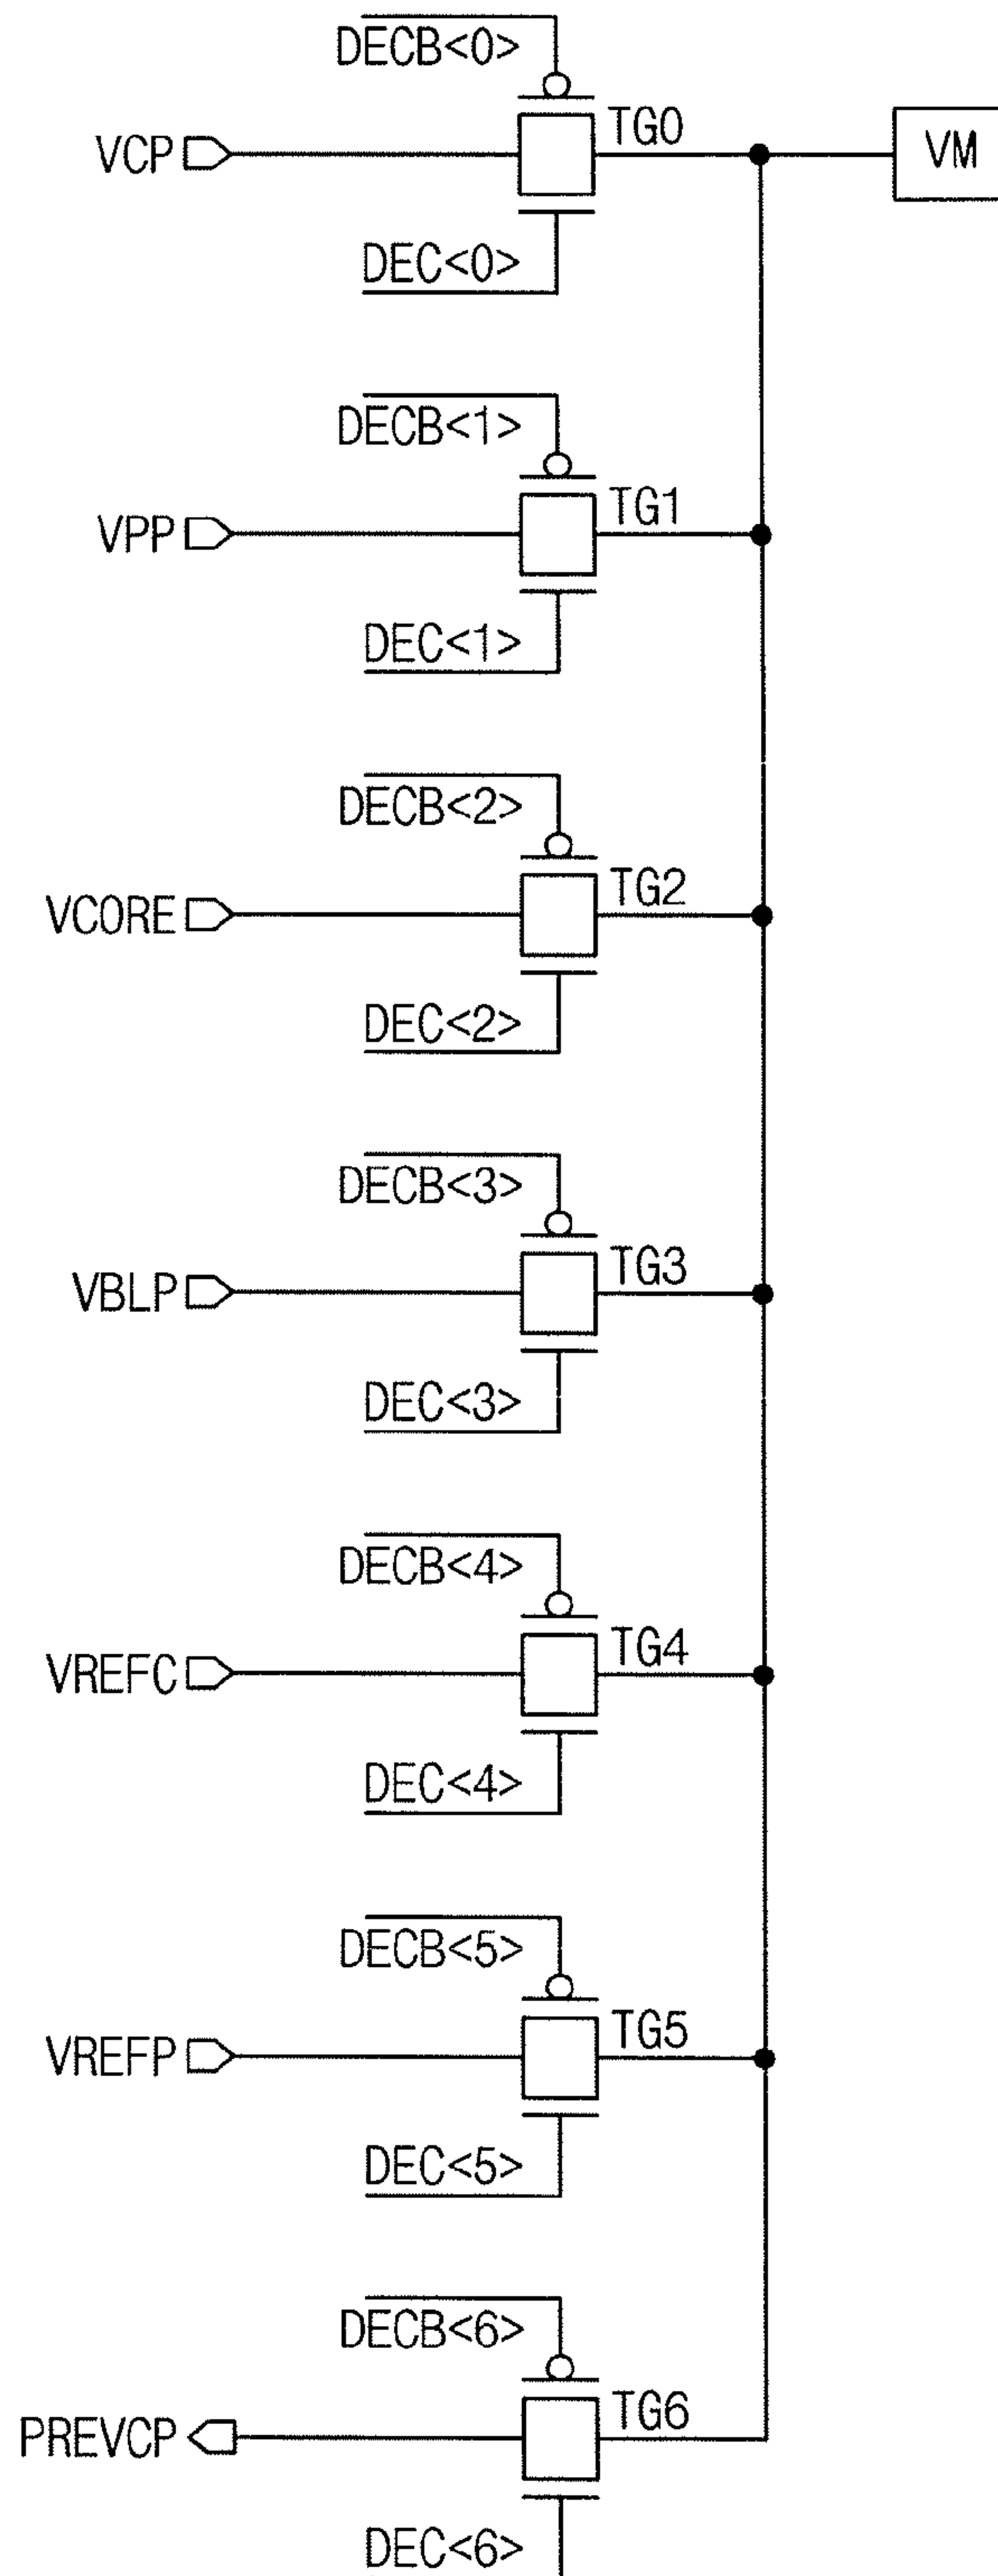 DECB<0>
TG0
VCP
VM
DEC<0>
DECB<1>
TG1
VPP
DEC<1>
DECB<2>
TG2
VCORE
DEC<2>
DECB<3>
TG3
VBLP
DEC<3>
DECB<4>
TG4
VREFC
DEC<4>
DECB<5>
TG5
VREFP
DEC<5>
DECB<6>
TG6
PREVCP
DEC<6>